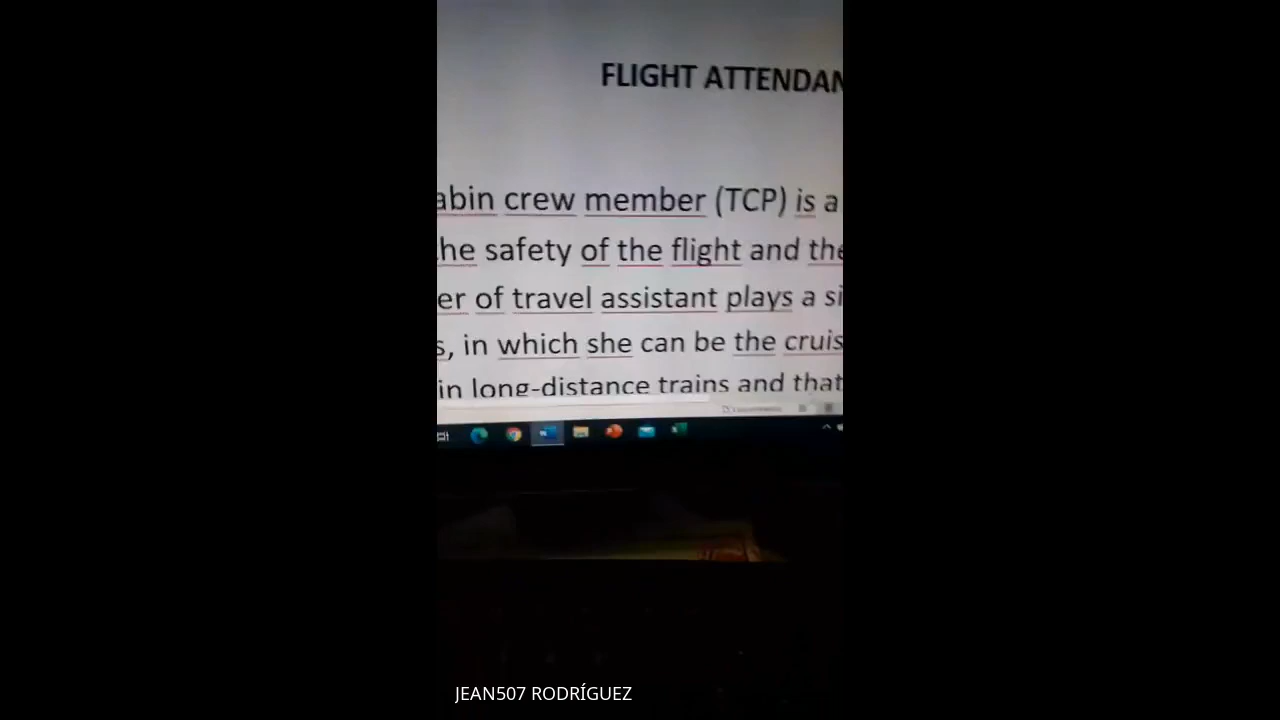 FLIGHT ATTENDAN
abin crew member (TCP) is a
he safety of the flight and the
er of travel assistant plays a si
s, in which she can be the cruis
in long-distance trains and that
JEAN507 RODRÍGUEZ